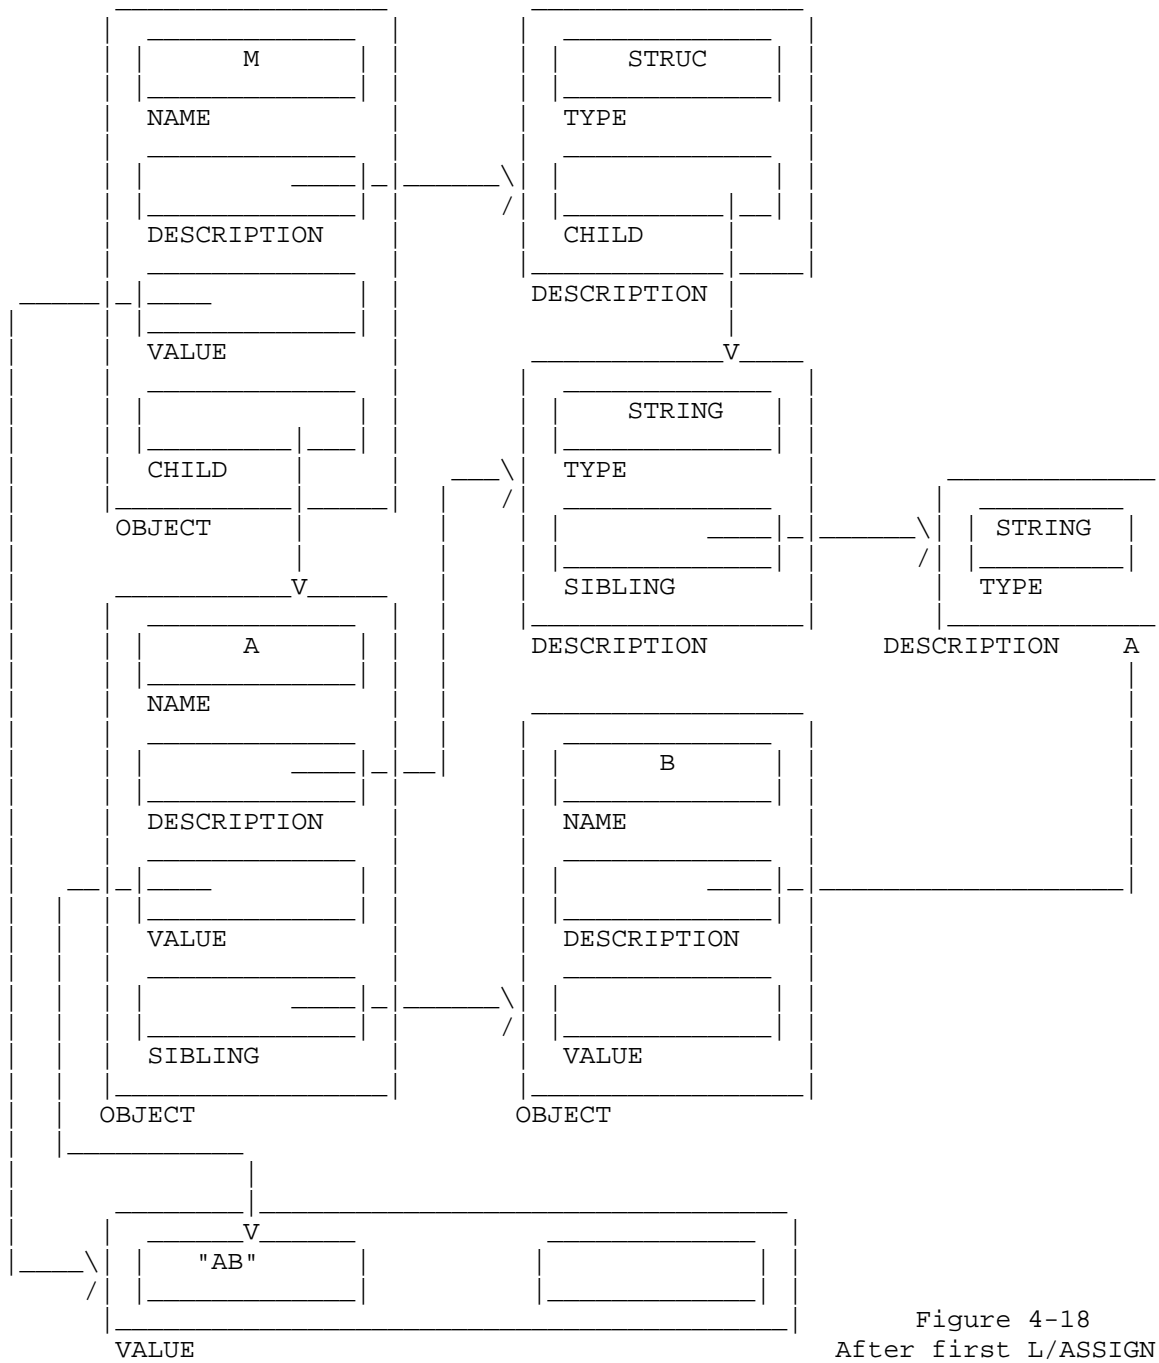 M STRUC
NAME TYPE
DESCRIPTION CHILD
DESCRIPTION
VALUE V
STRING
CHILD TYPE
OBJECT STRING
V SIBLING TYPE
A DESCRIPTION DESCRIPTION A
NAME
B
DESCRIPTION NAME
VALUE DESCRIPTION
SIBLING VALUE
OBJECT OBJECT
V
"AB"
Figure 4-18
VALUE After first L/ASSIGN